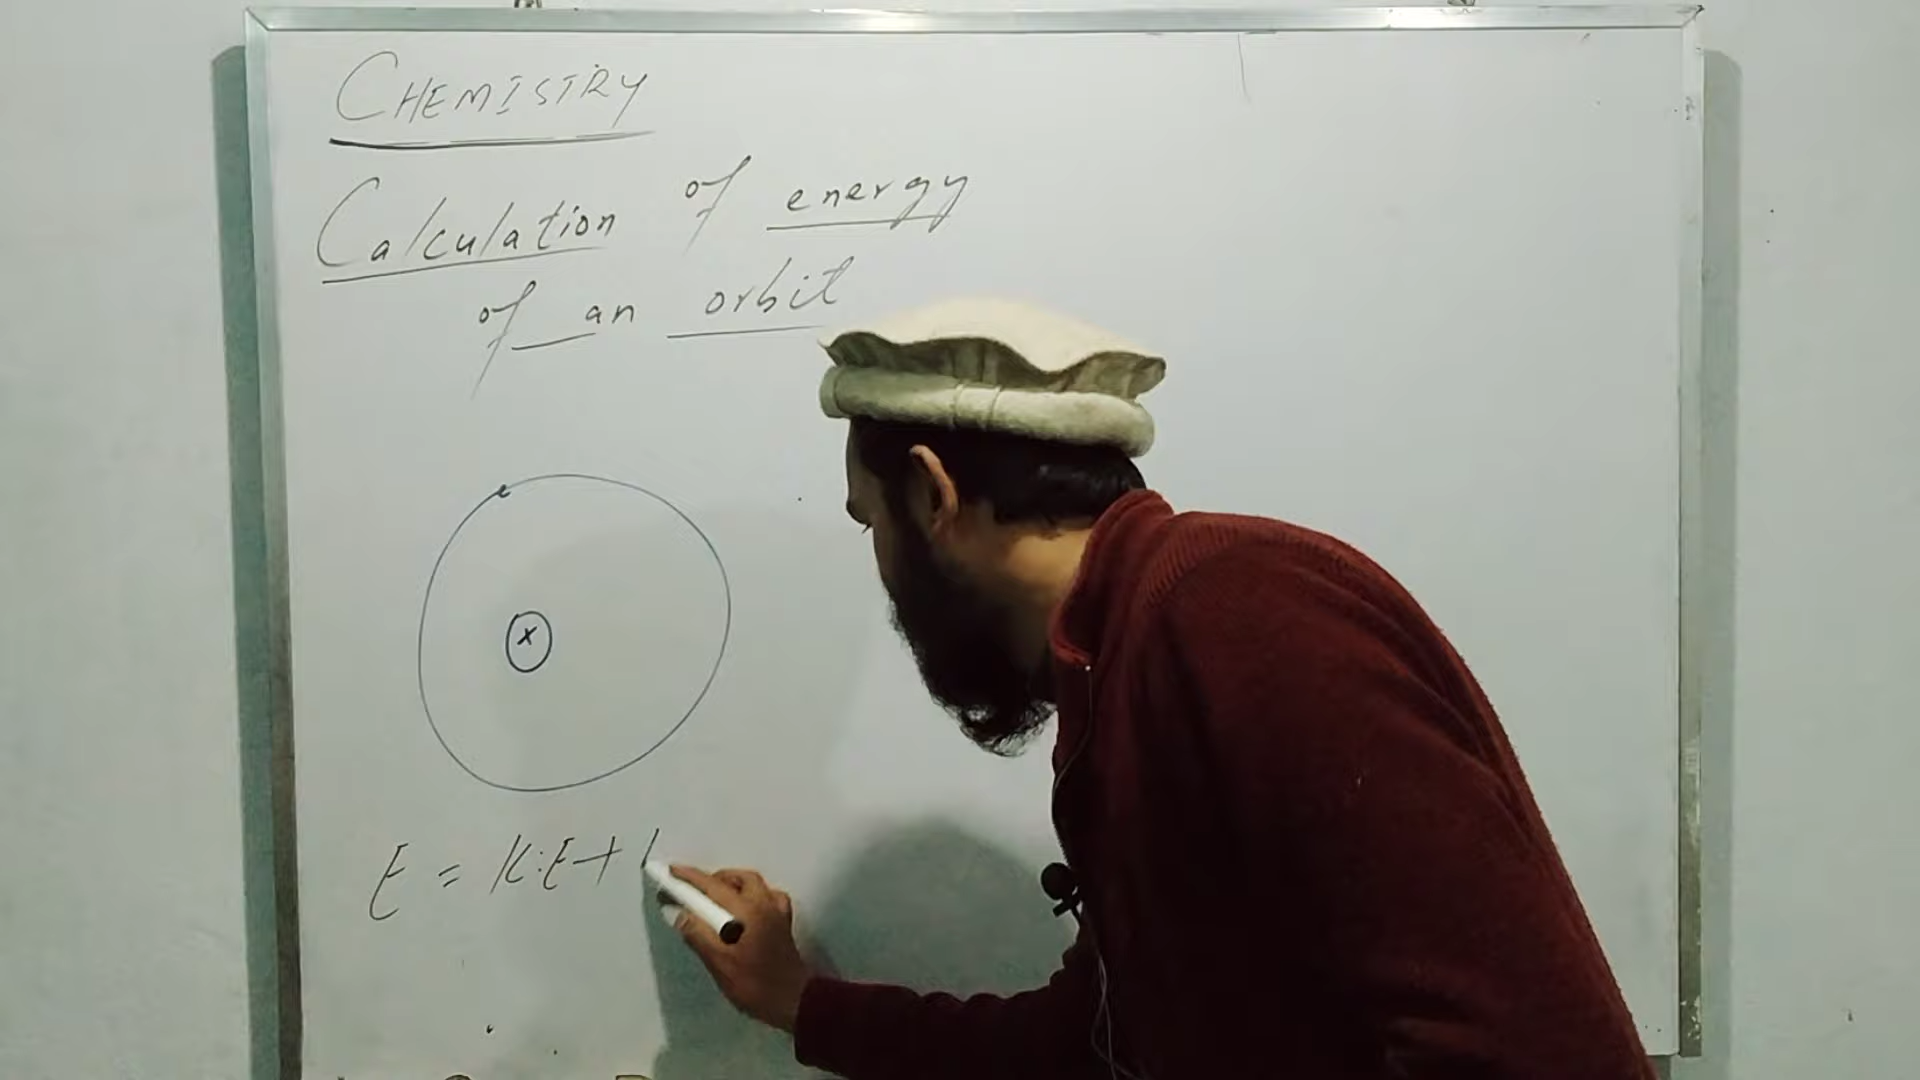 CHEMISTRY
Calculation of energy
of an orbit
x
E = K:E +